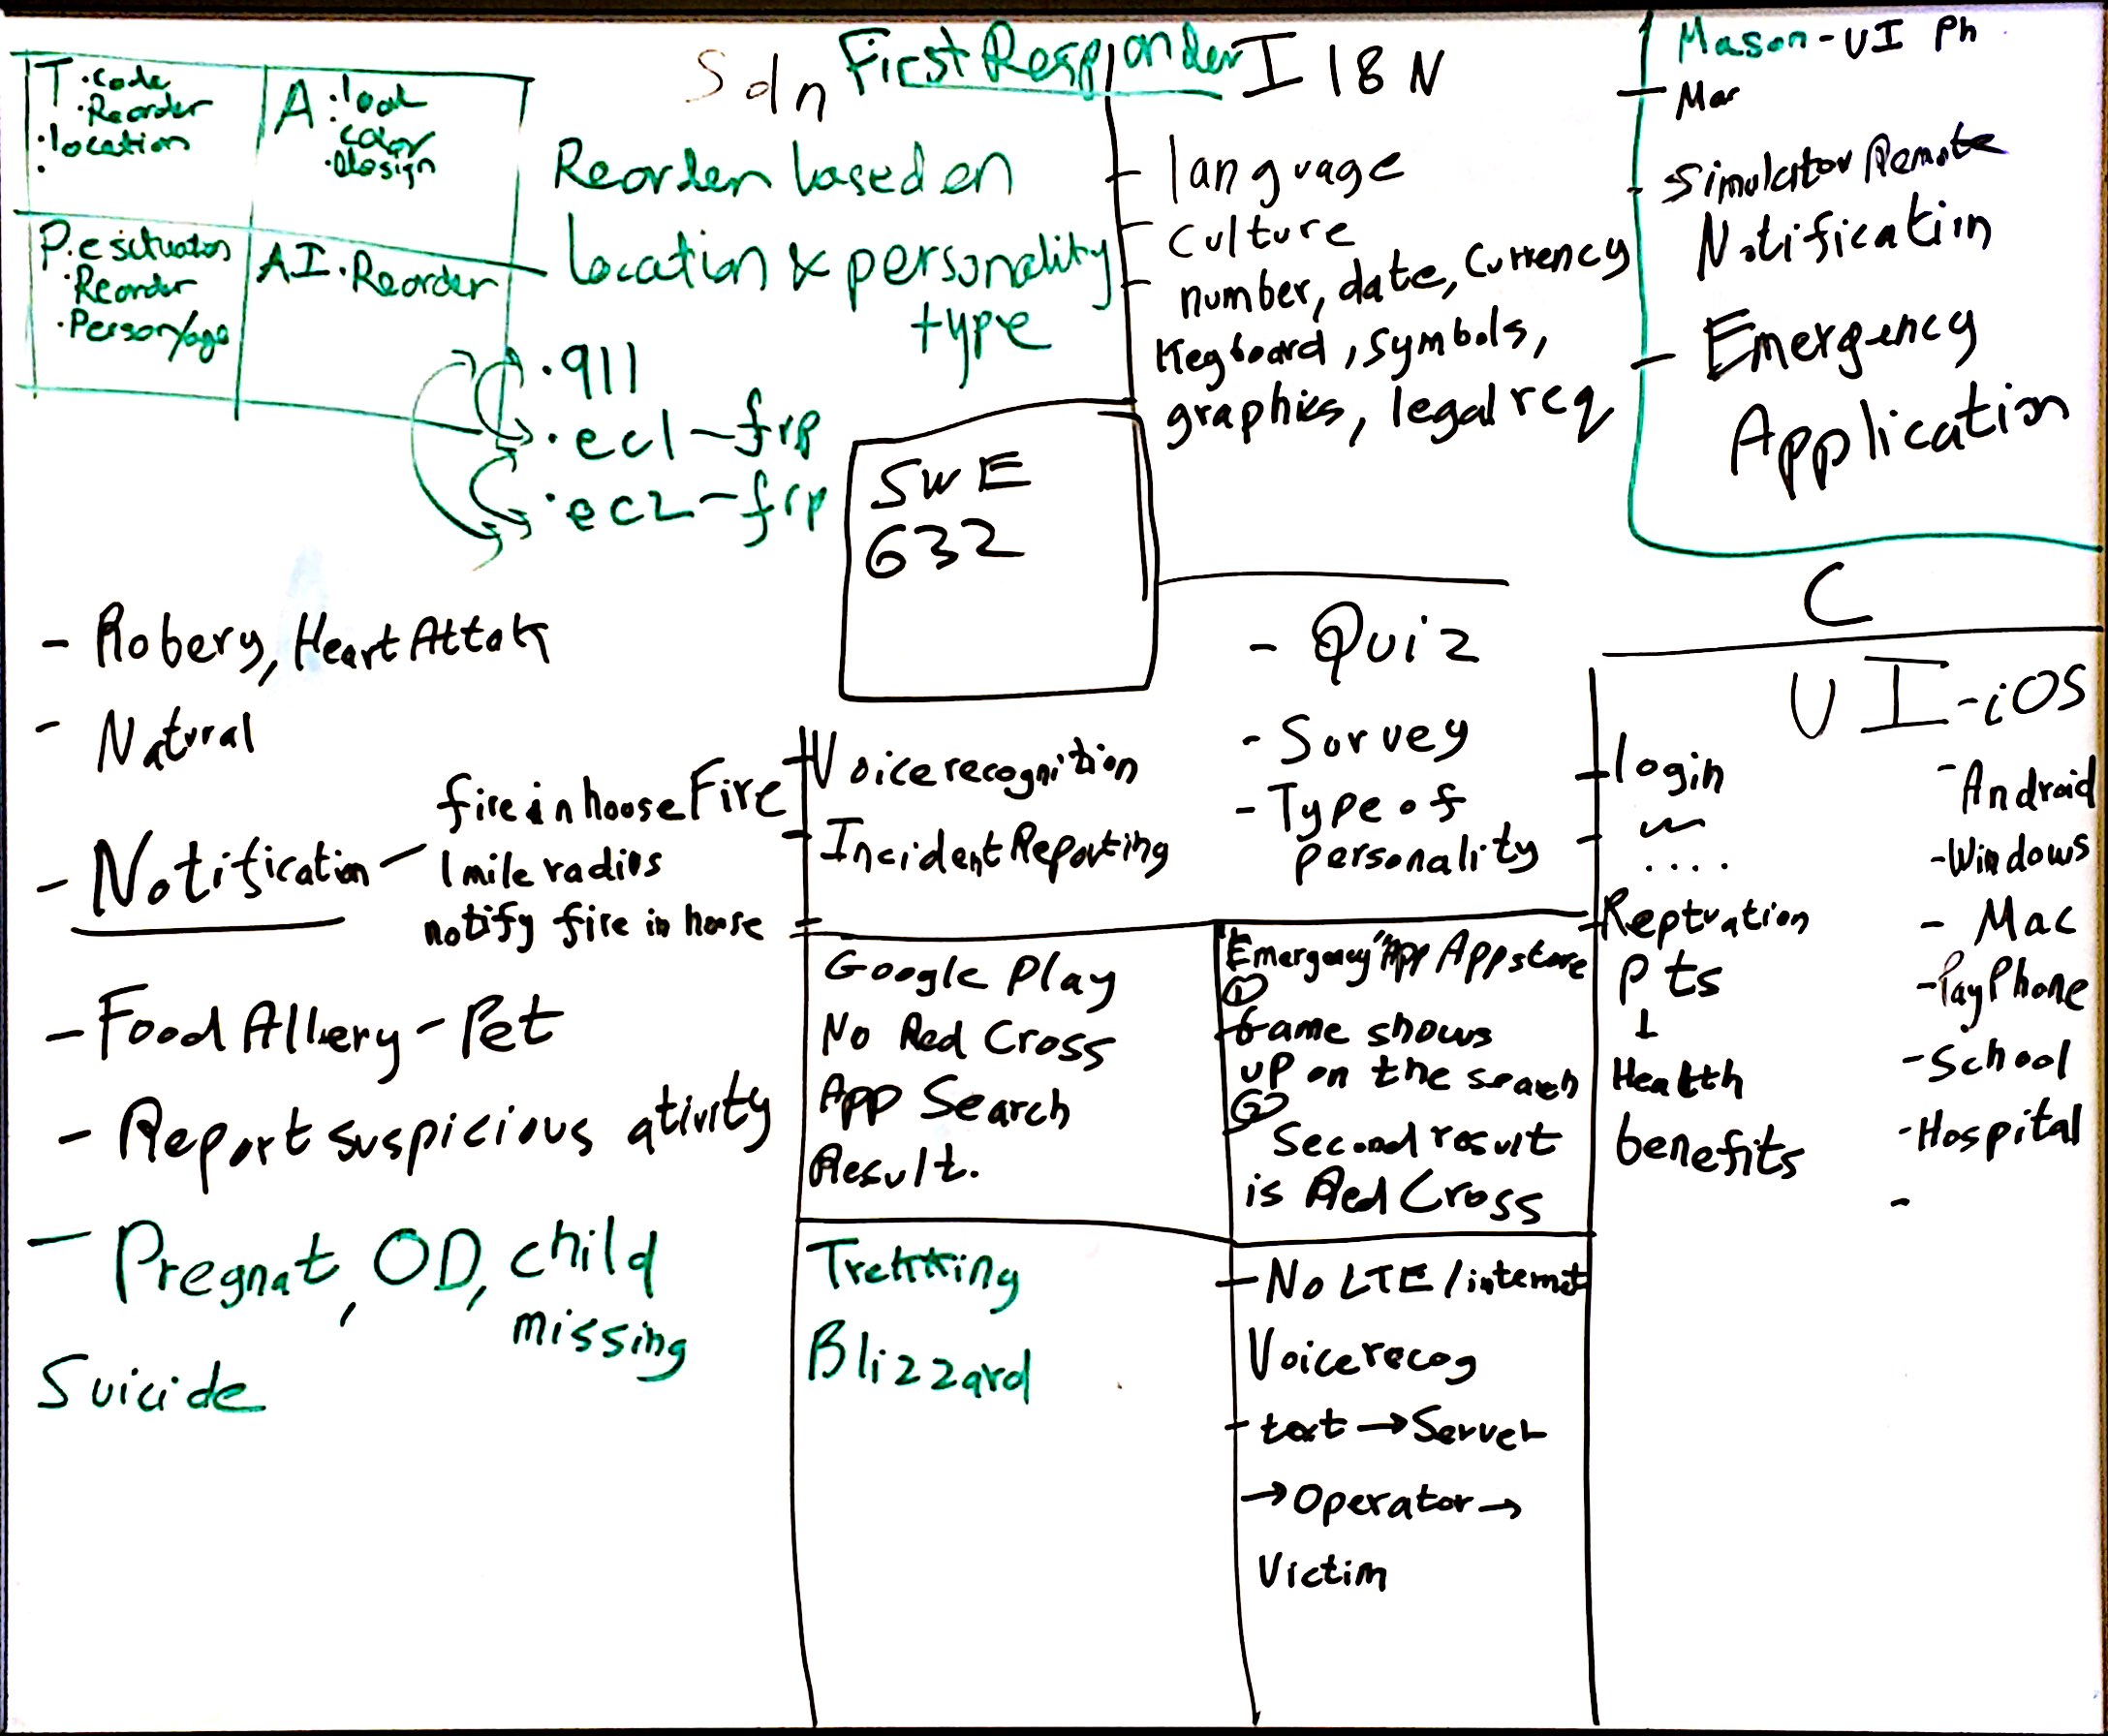 T.code
.Reorder
.location
.
A:look
color
.Design
P.e situation
.Reorder
.Person/age
AI.Reorder
First Responder
Reorder based on
location & personality
type
.911
.ec1-frp
.ec2-frp
I18N
- language
- culture
- number, date, currency
Keyboard, symbols,
graphics, legal req
Mason-UI Ph
Simulator Remote
Notification
- Emergency
Application
SWE
632
- Robery, Heart Attak
- Natural
- Notification - fire in house Fire
1 mile radius
notify fire in house
- Food Allery - Pet
- Report suspicious ativity
- Pregnat, OD, child
missing
Suicide
- Voice recognition
- Incident Reporting
- Quiz
- Survey
- Type of
personality
Google Play
No Red Cross
App Search
Result.
Emergency "App Appstore
①
Game shows
up on the search
②
Second result
is Red Cross
Trekking
Blizzard
- No LTE/internet
Voice recog
- text → Server
→ Operator →
Victim
C
UI - iOS
- Android
- Windows
- Mac
- PayPhone
- School
- Hospital
-
- login
....
- Reptuation
Pts
Health
benefits